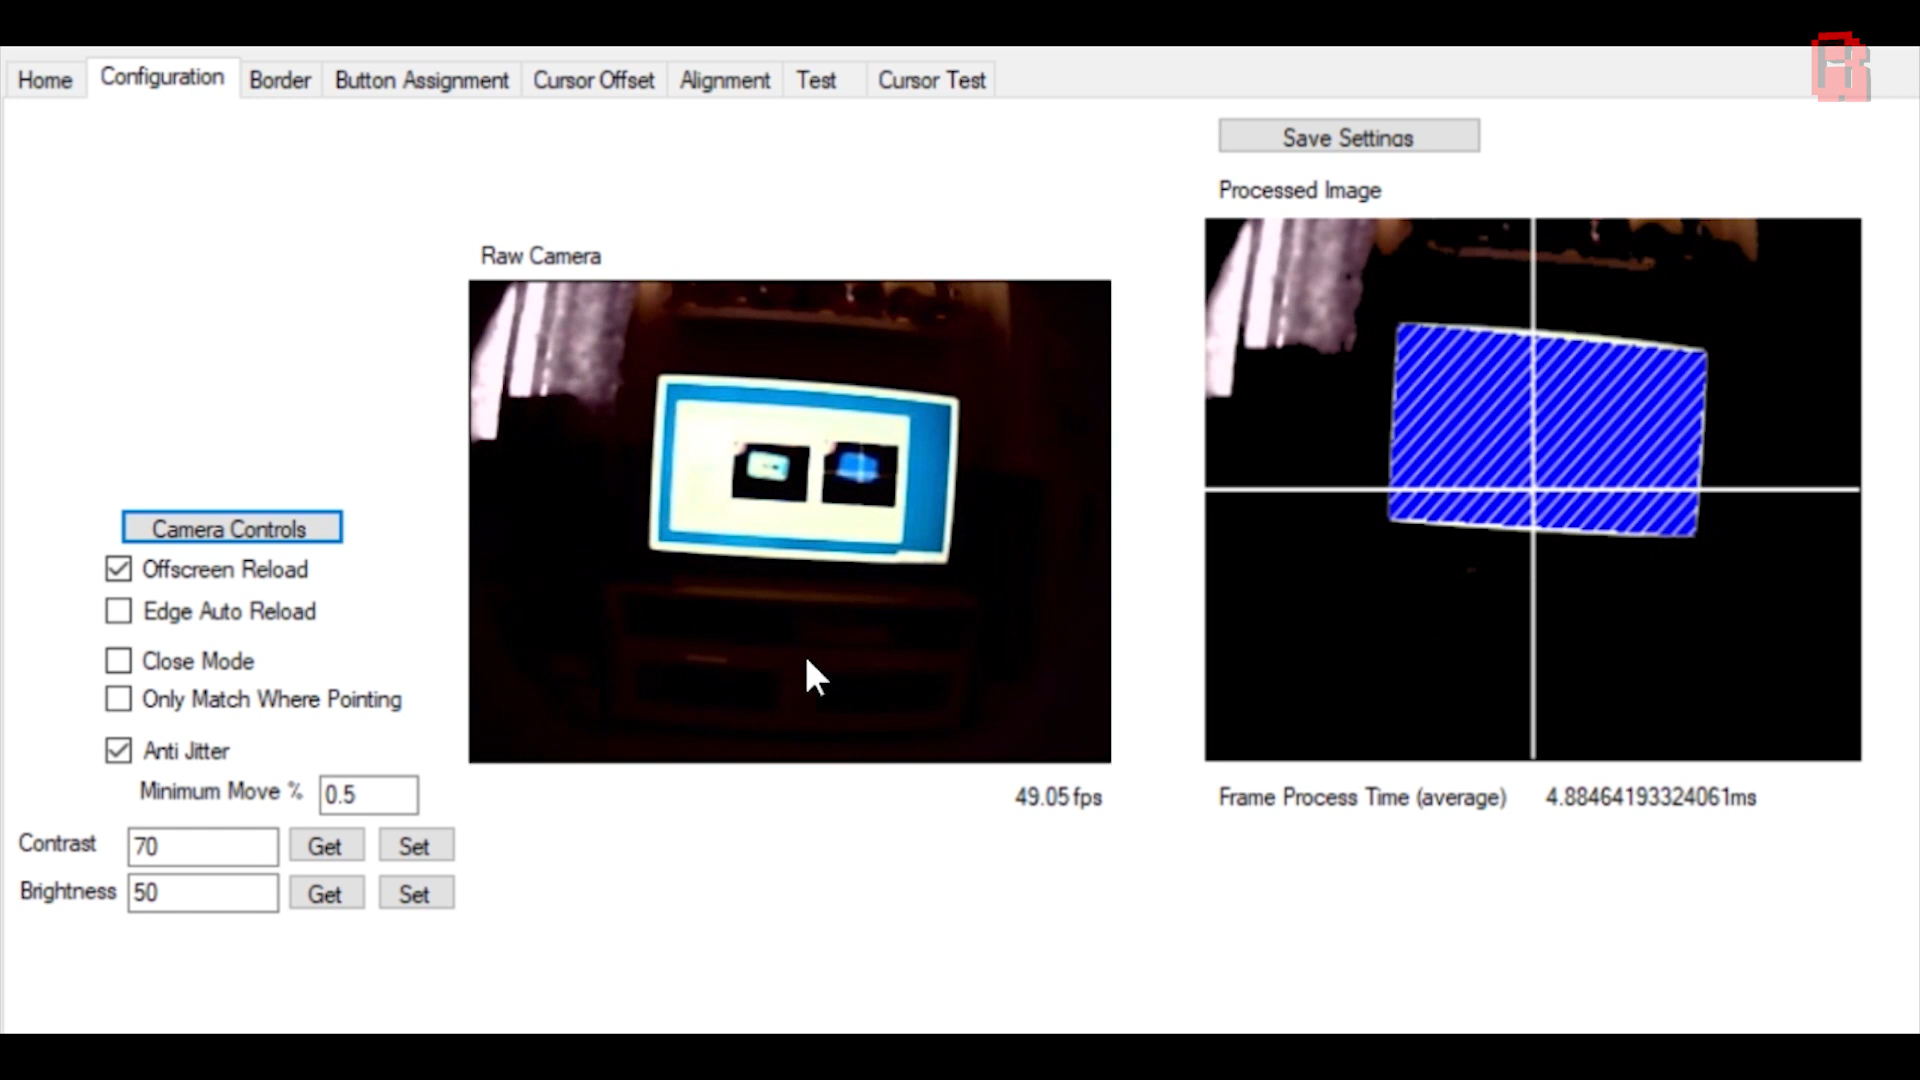 Home Configuration Border Button Assignment Cursor Offset Alignment Test Cursor Test
Save Settings
Processed Image
Raw Camera
Camera Controls
Offscreen Reload
Edge Auto Reload
Close Mode
Only Match Where Pointing
Anti Jitter
Minimum Move % 0.5
49.05 fps
Frame Process Time (average) 4.88464193324061ms
Contrast 70 Get Set
Brightness 50 Get Set